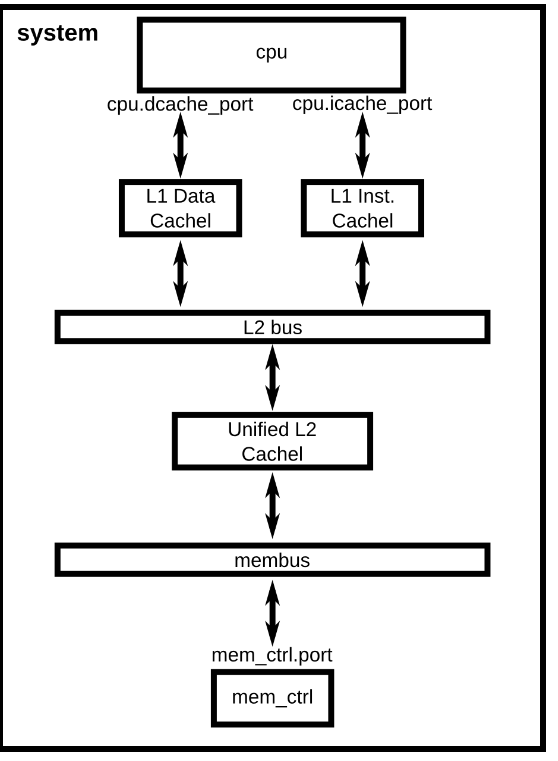 system
cpu
cpu.dcache_port
cpu.icache_port
L1 Data
Cachel
L1 Inst.
Cachel
L2 bus
Unified L2
Cachel
membus
mem_ctrl.port
mem_ctrl